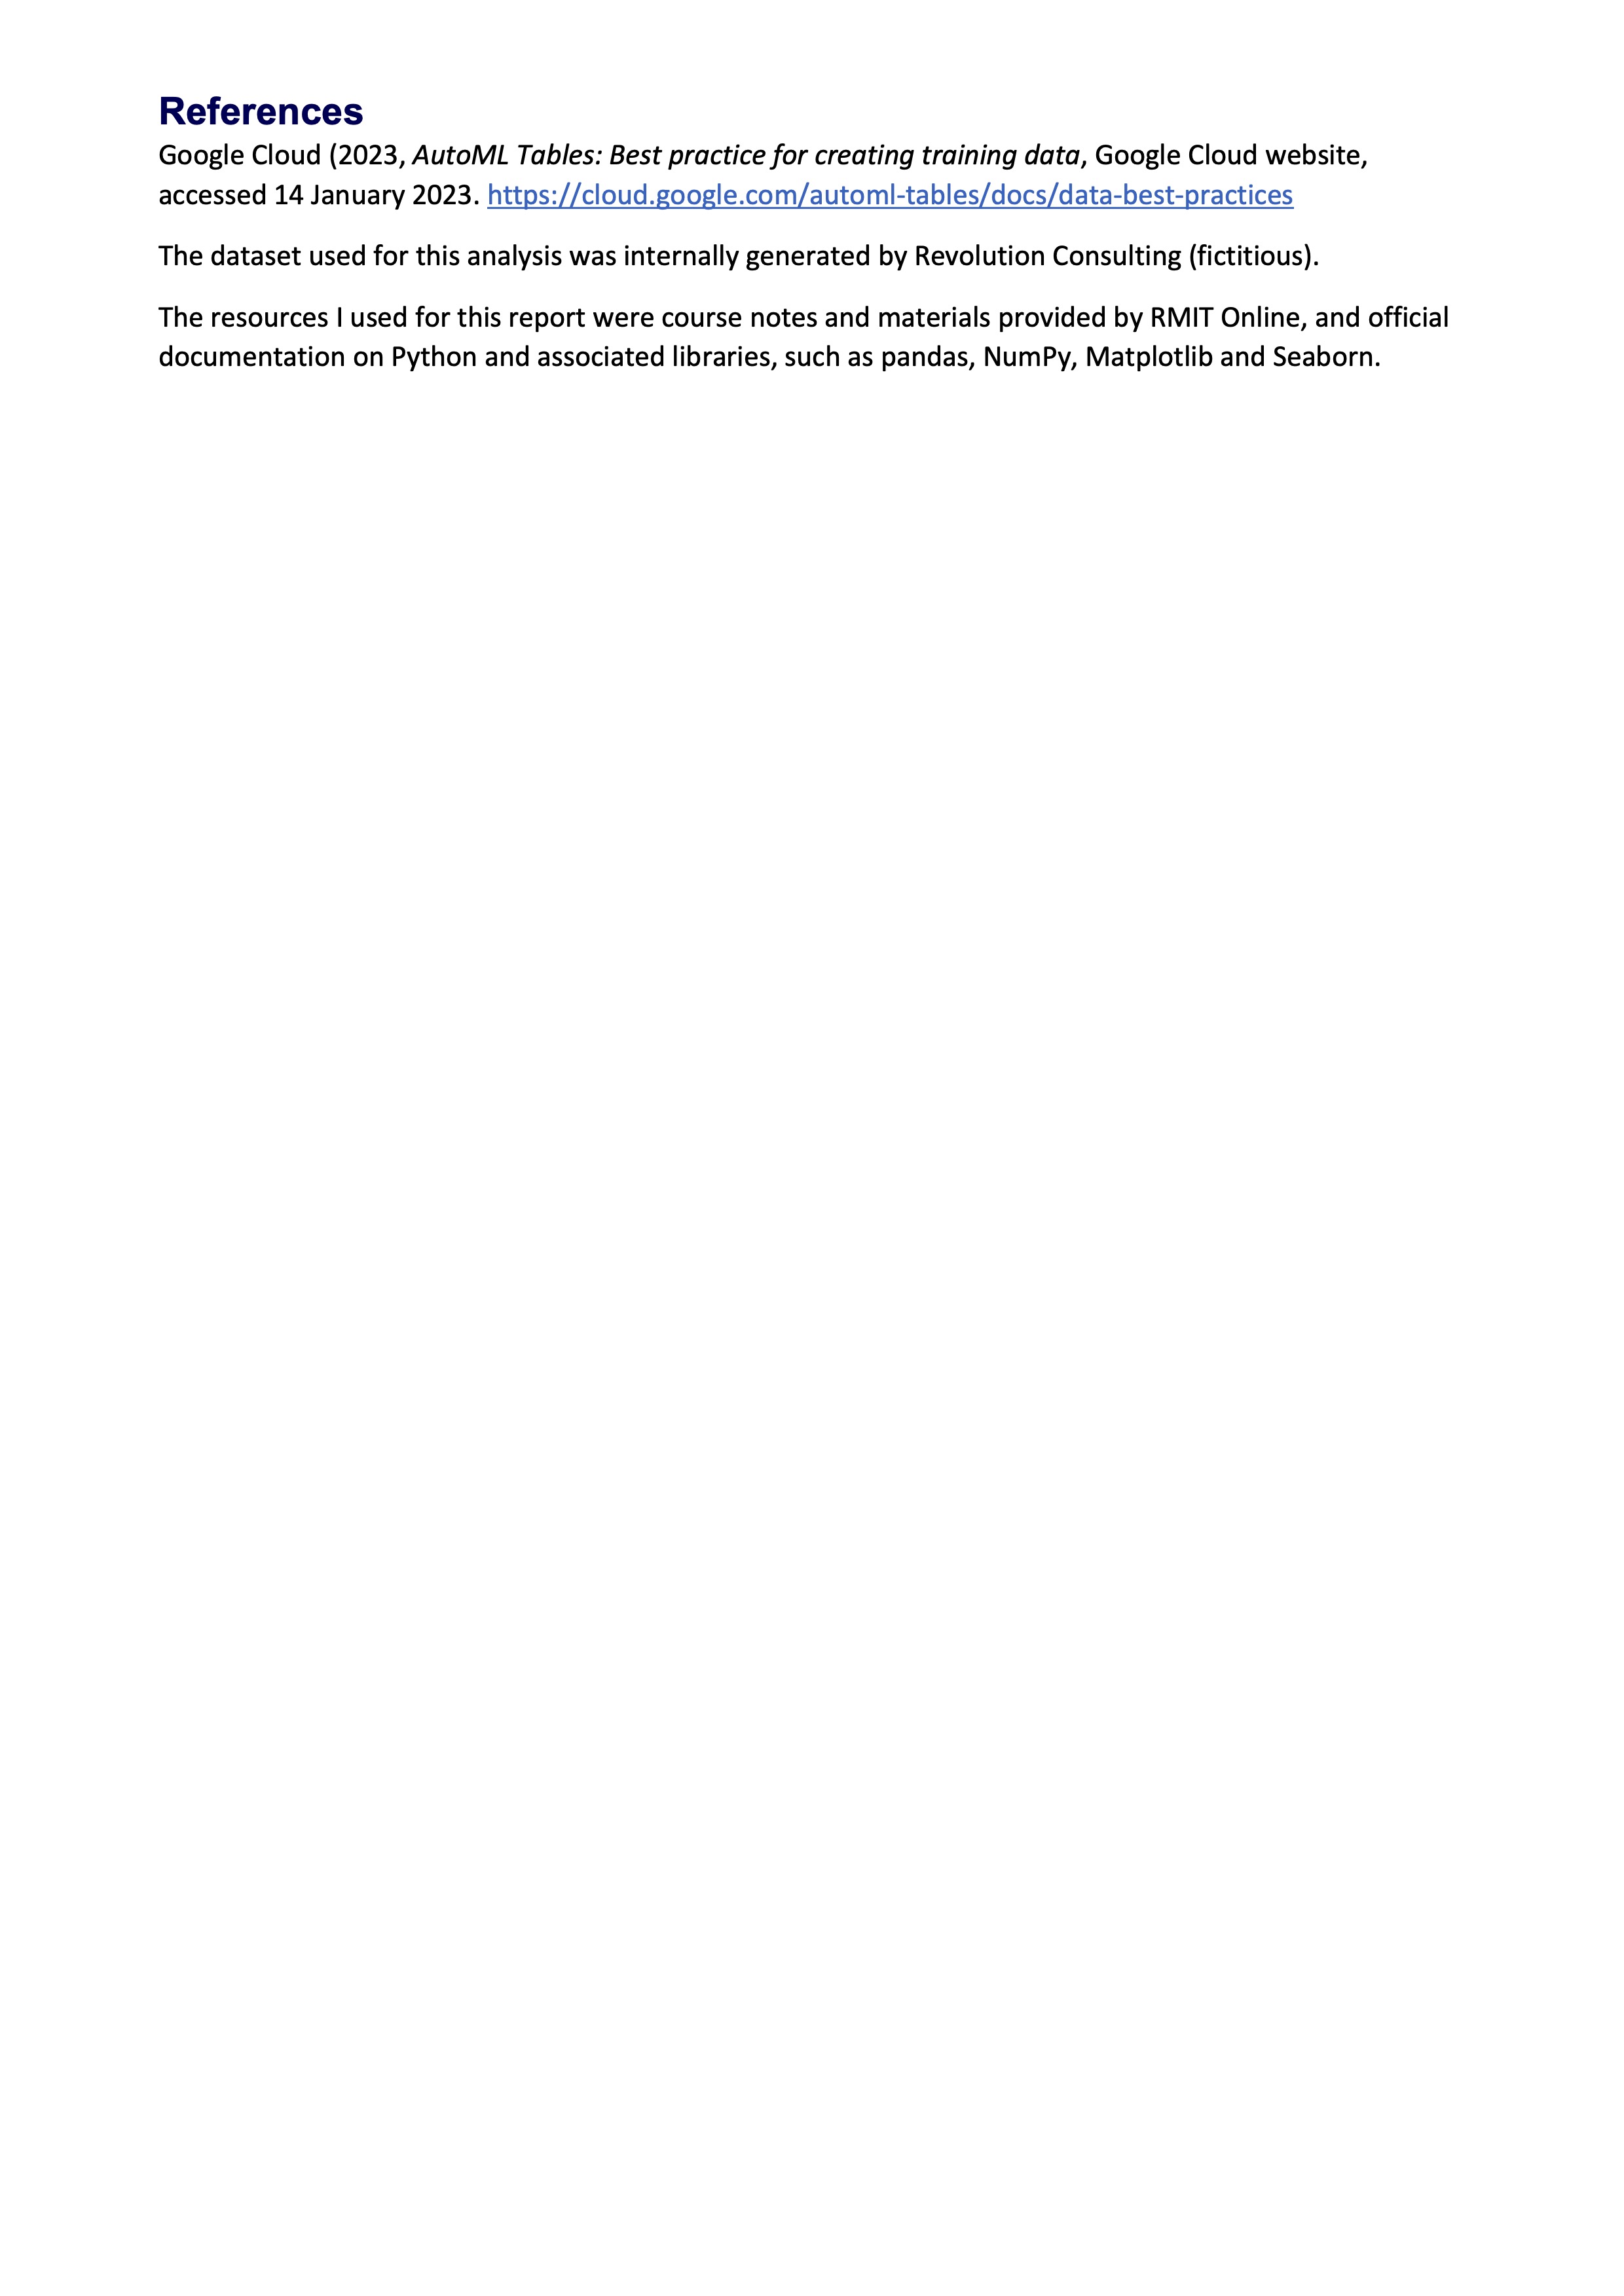 References
Google Cloud (2023, AutoML Tables: Best practice for creating training data, Google Cloud website,
accessed 14 January 2023. https://cloud.google.com/automl-tables/docs/data-best-practices
The dataset used for this analysis was internally generated by Revolution Consulting (fictitious).
The resources I used for this report were course notes and materials provided by RMIT Online, and official
documentation on Python and associated libraries, such as pandas, NumPy, Matplotlib and Seaborn.